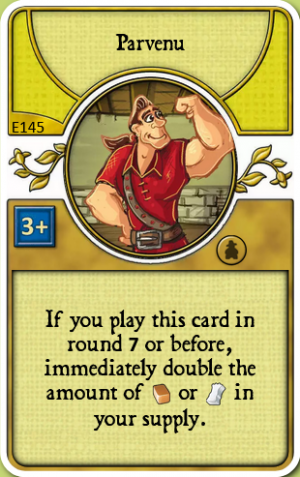 Parvenu
E145
3+
If you play this card in
round 7 or before,
immediately double the
amount of or in
your supply.